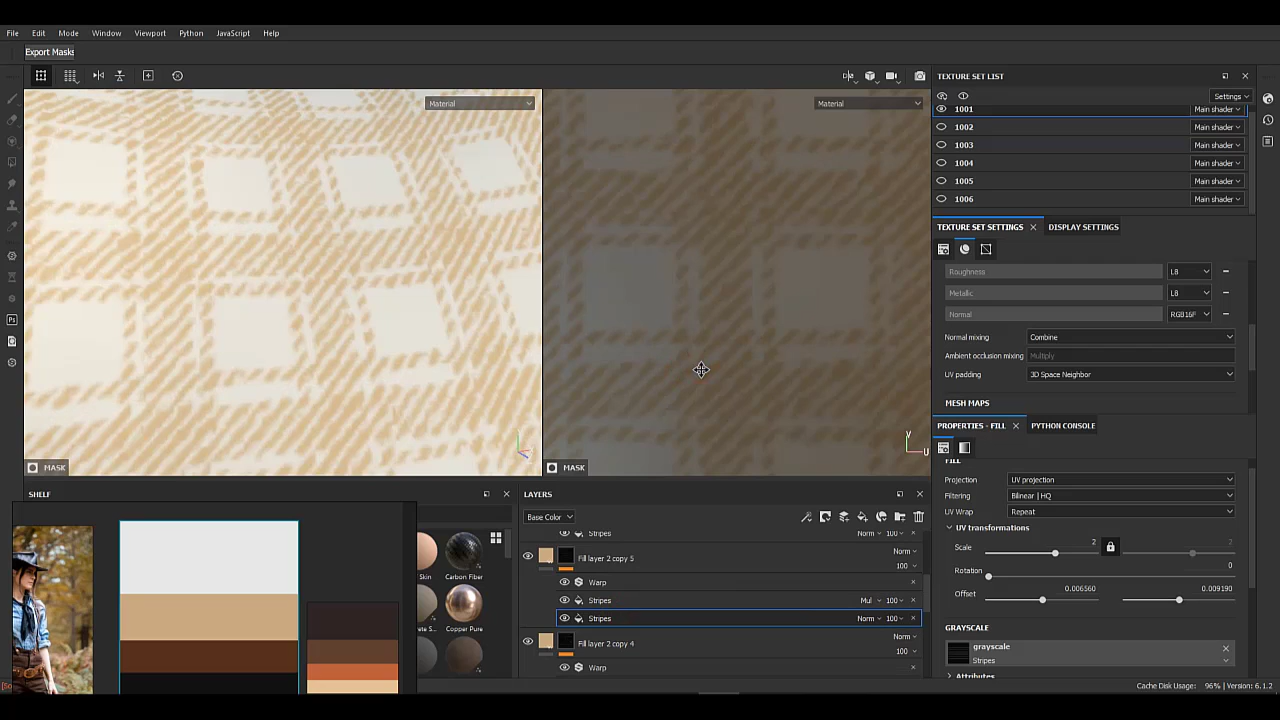 File Edit Mode Window Viewport Python JavaScript Help
Export Masks
Material
Material
TEXTURE SET LIST
Settings
1001 Main shader
1002 Main shader
1003 Main shader
1004 Main shader
1005 Main shader
1006 Main shader
TEXTURE SET SETTINGS DISPLAY SETTINGS
Roughness L8
Metallic L8
Normal RGB16F
Normal mixing Combine
Ambient occlusion mixing Multiply
UV padding 3D Space Neighbor
MESH MAPS
PROPERTIES - FILL PYTHON CONSOLE
FILL
Projection UV projection
Filtering Bilinear | HQ
UV Wrap Repeat
UV transformations
Scale 2 2
Rotation 0
Offset 0.006560 0.009190
GRAYSCALE
grayscale
Stripes
Attributes
Y
U
MASK
MASK
Ps
SHELF
Skin Carbon Fiber
Copper Pure
LAYERS
Base Color
Stripes Norm 100
Fill layer 2 copy 5 Norm
100
Warp
Stripes Mul 100
Stripes Norm 100
Fill layer 2 copy 4 Norm
100
Warp
Cache Disk Usage: 96% | Version: 6.1.2